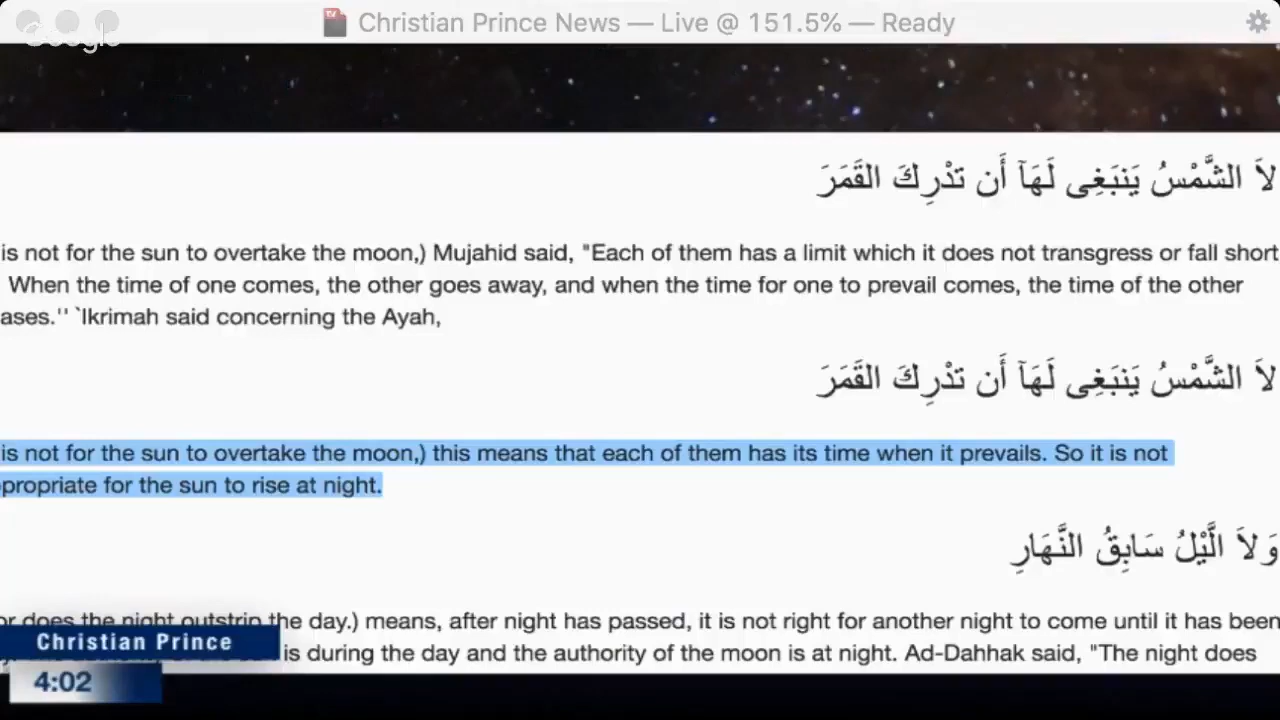 Christian Prince News — Live @ 151.5% — Ready
Google
لاَ الشَّمْسُ يَنبَغِى لَهَآ أَن تدْرِكَ القَمَرَ
is not for the sun to overtake the moon,) Mujahid said, "Each of them has a limit which it does not transgress or fall short
When the time of one comes, the other goes away, and when the time for one to prevail comes, the time of the other
ases.'' `Ikrimah said concerning the Ayah,
لاَ الشَّمْسُ يَنبَغِى لَهَآ أَن تدْرِكَ القَمَرَ
is not for the sun to overtake the moon,) this means that each of them has its time when it prevails. So it is not
propriate for the sun to rise at night.
وَلاَ الَّيْلُ سَابِقُ النَّهَارِ
or does the night outstrip the day.) means, after night has passed, it is not right for another night to come until it has been
is during the day and the authority of the moon is at night. Ad-Dahhak said, "The night does
Christian Prince
4:02